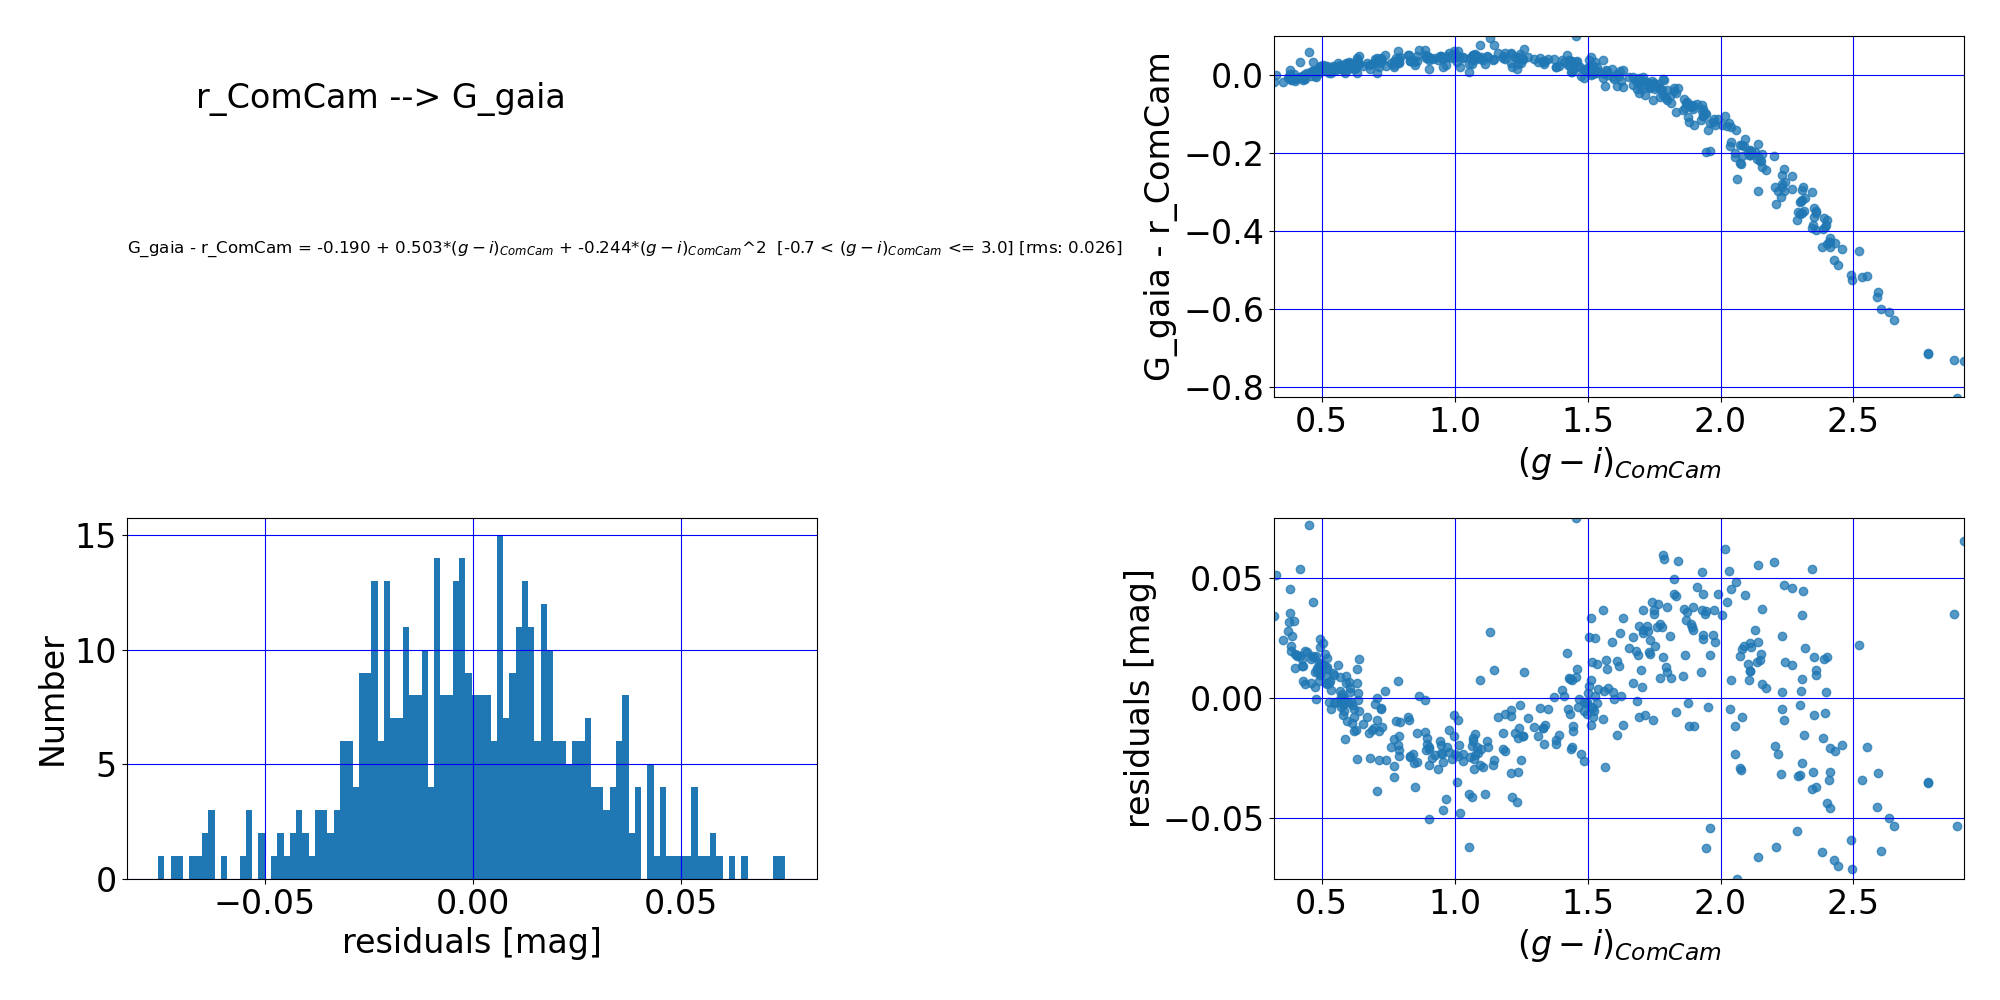 r_ComCam --> G_gaia
G_gaia - r_ComCam = -0.190 + 0.503*(g − i)ComCam + -0.244*(g − i)ComCam^2  [-0.7 < (g − i)ComCam <= 3.0] [rms: 0.026]
G_gaia - r_ComCam
0.0
−0.2
−0.4
−0.6
−0.8
0.5 1.0 1.5 2.0 2.5
(g − i)ComCam
Number
15
10
5
0
−0.05 0.00 0.05
residuals [mag]
residuals [mag]
0.05
0.00
−0.05
0.5 1.0 1.5 2.0 2.5
(g − i)ComCam